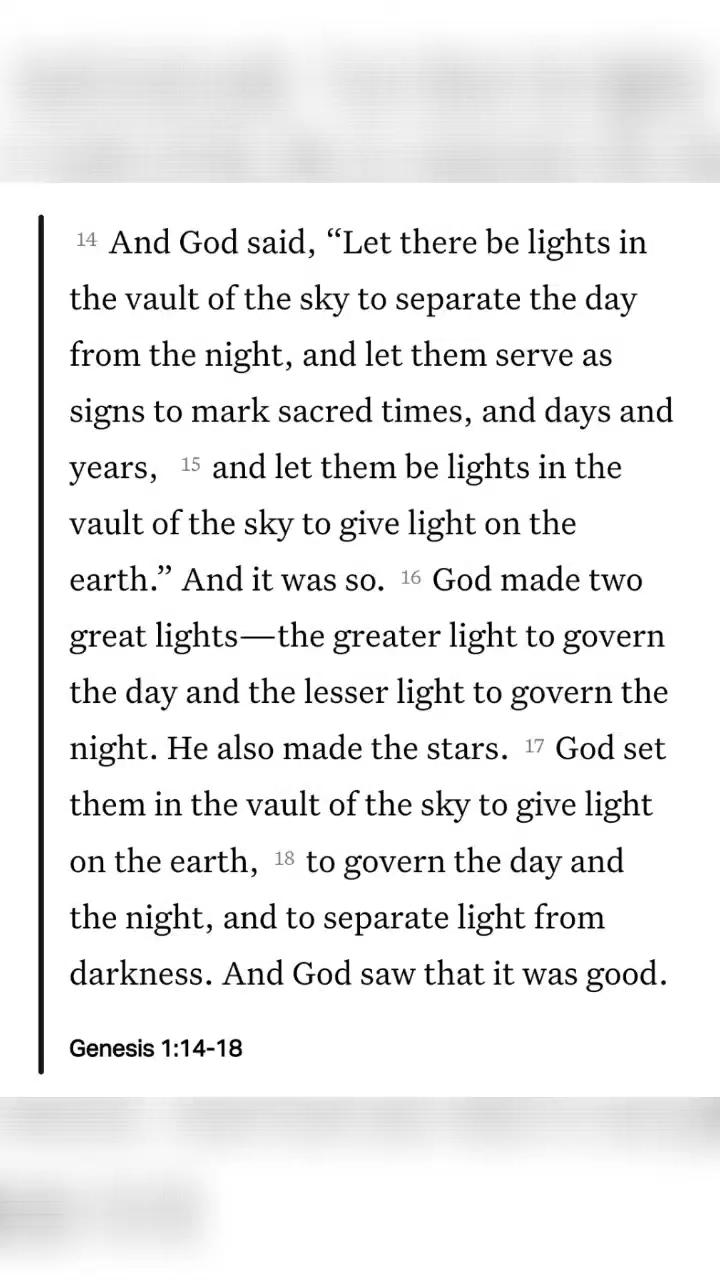 14 And God said, “Let there be lights in
the vault of the sky to separate the day
from the night, and let them serve as
signs to mark sacred times, and days and
years, 15 and let them be lights in the
vault of the sky to give light on the
earth.” And it was so. 16 God made two
great lights—the greater light to govern
the day and the lesser light to govern the
night. He also made the stars. 17 God set
them in the vault of the sky to give light
on the earth, 18 to govern the day and
the night, and to separate light from
darkness. And God saw that it was good.
Genesis 1:14-18